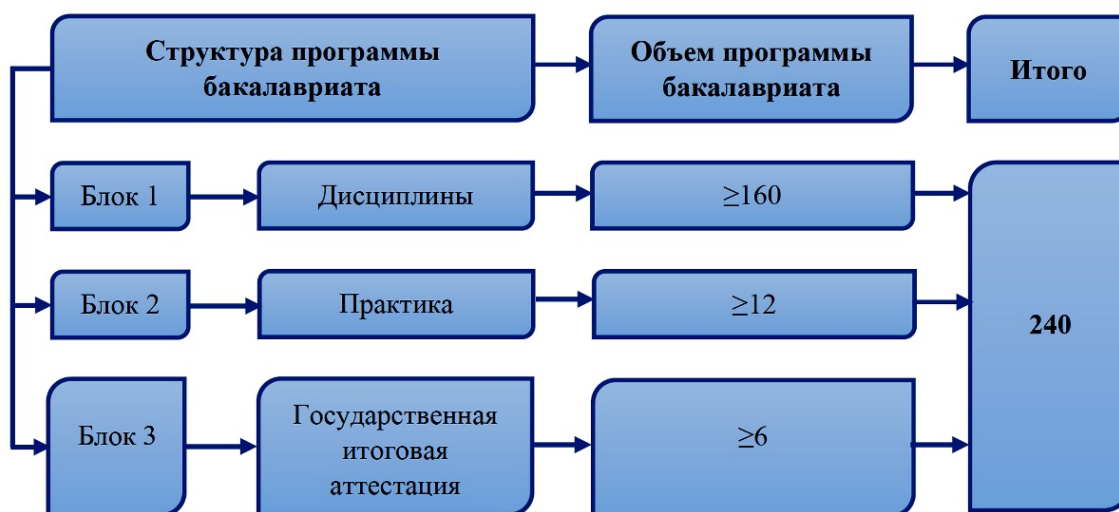 Структура программы
бакалавриата
Объем программы
бакалавриата
Итого
Блок 1
Дисциплины
≥160
Блок 2
Практика
≥12
240
Блок 3
Государственная
итоговая
аттестация
≥6